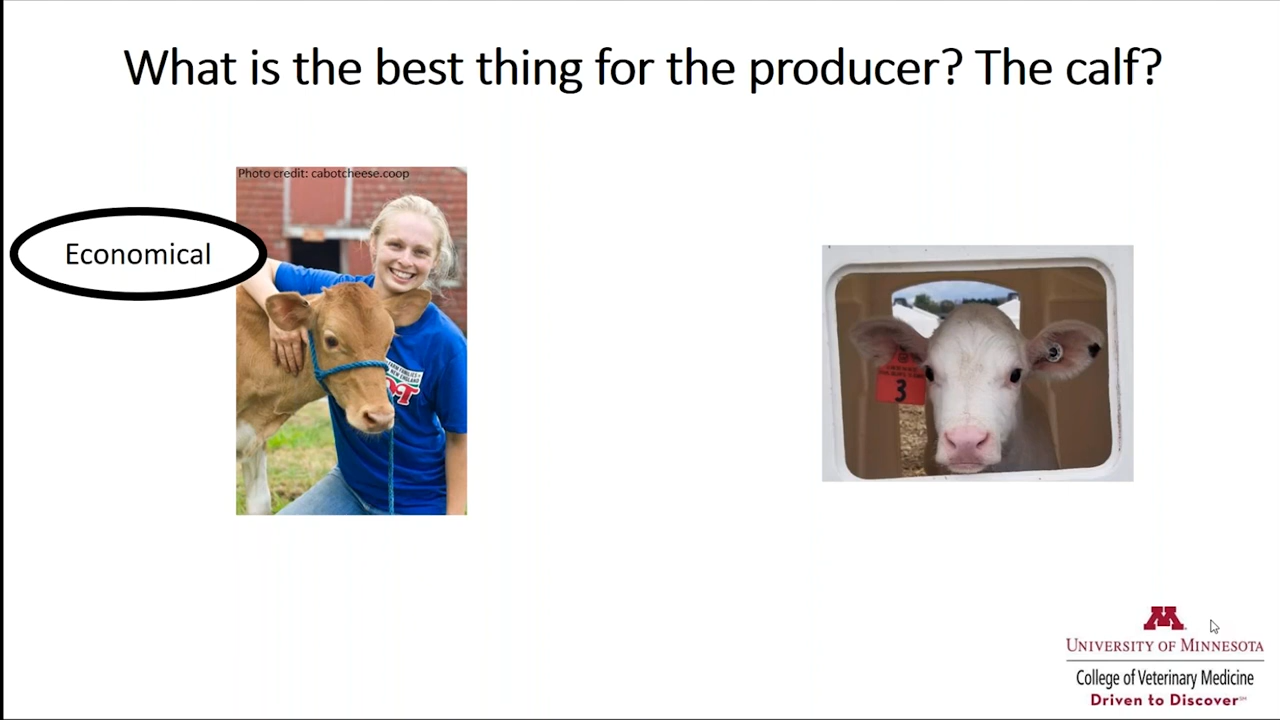 What is the best thing for the producer? The calf?
Photo credit: cabotcheese.coop
Economical
3
M
UNIVERSITY OF MINNESOTA
College of Veterinary Medicine
Driven to Discover